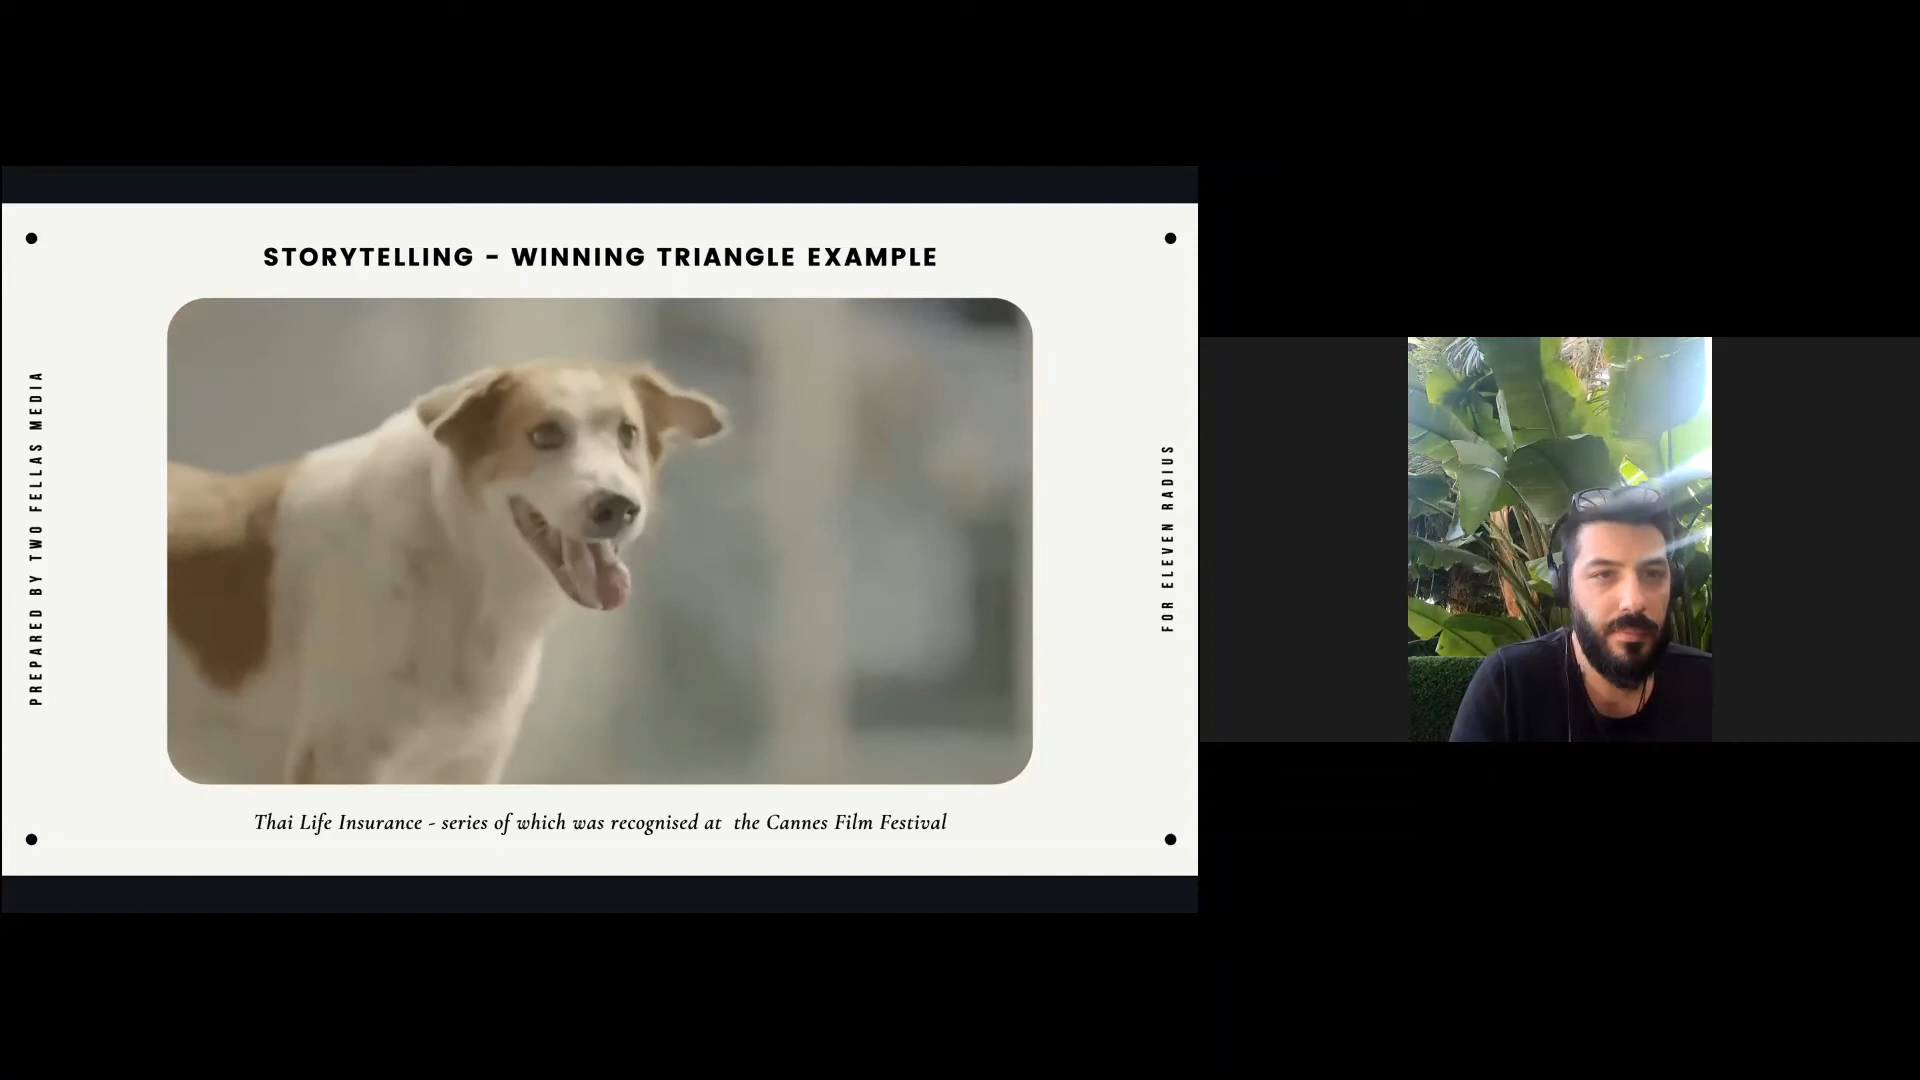 STORYTELLING - WINNING TRIANGLE EXAMPLE
PREPARED BY TWO FELLAS MEDIA
FOR ELEVEN RADIUS
Thai Life Insurance - series of which was recognised at the Cannes Film Festival